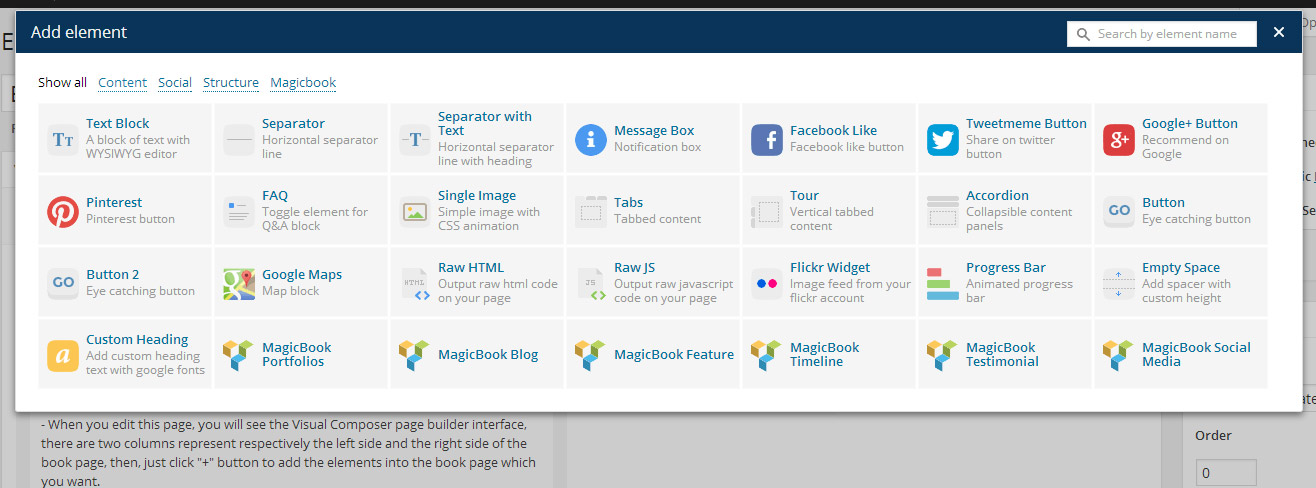 Add element
Search by element name
Show all Content Social Structure Magicbook
Text Block
A block of text with
WYSIWYG editor
Separator
Horizontal separator
line
Separator with
Text
Horizontal separator
line with heading
Message Box
Notification box
Facebook Like
Facebook like button
Tweetmeme Button
Share on twitter
button
Google+ Button
Recommend on
Google
Pinterest
Pinterest button
FAQ
Toggle element for
Q&A block
Single Image
Simple image with
CSS animation
Tabs
Tabbed content
Tour
Vertical tabbed
content
Accordion
Collapsible content
panels
GO
Button
Eye catching button
GO
Button 2
Eye catching button
Google Maps
Map block
HTML
Raw HTML
Output raw html code
on your page
JS
Raw JS
Output raw javascript
code on your page
Flickr Widget
Image feed from your
flickr account
Progress Bar
Animated progress
bar
Empty Space
Add spacer with
custom height
Custom Heading
Add custom heading
text with google fonts
MagicBook
Portfolios
MagicBook Blog
MagicBook Feature
MagicBook
Timeline
MagicBook
Testimonial
MagicBook Social
Media
- When you edit this page, you will see the Visual Composer page builder interface,
there are two columns represent respectively the left side and the right side of the
book page, then, just click "+" button to add the elements into the book page which
you want.
Order
0